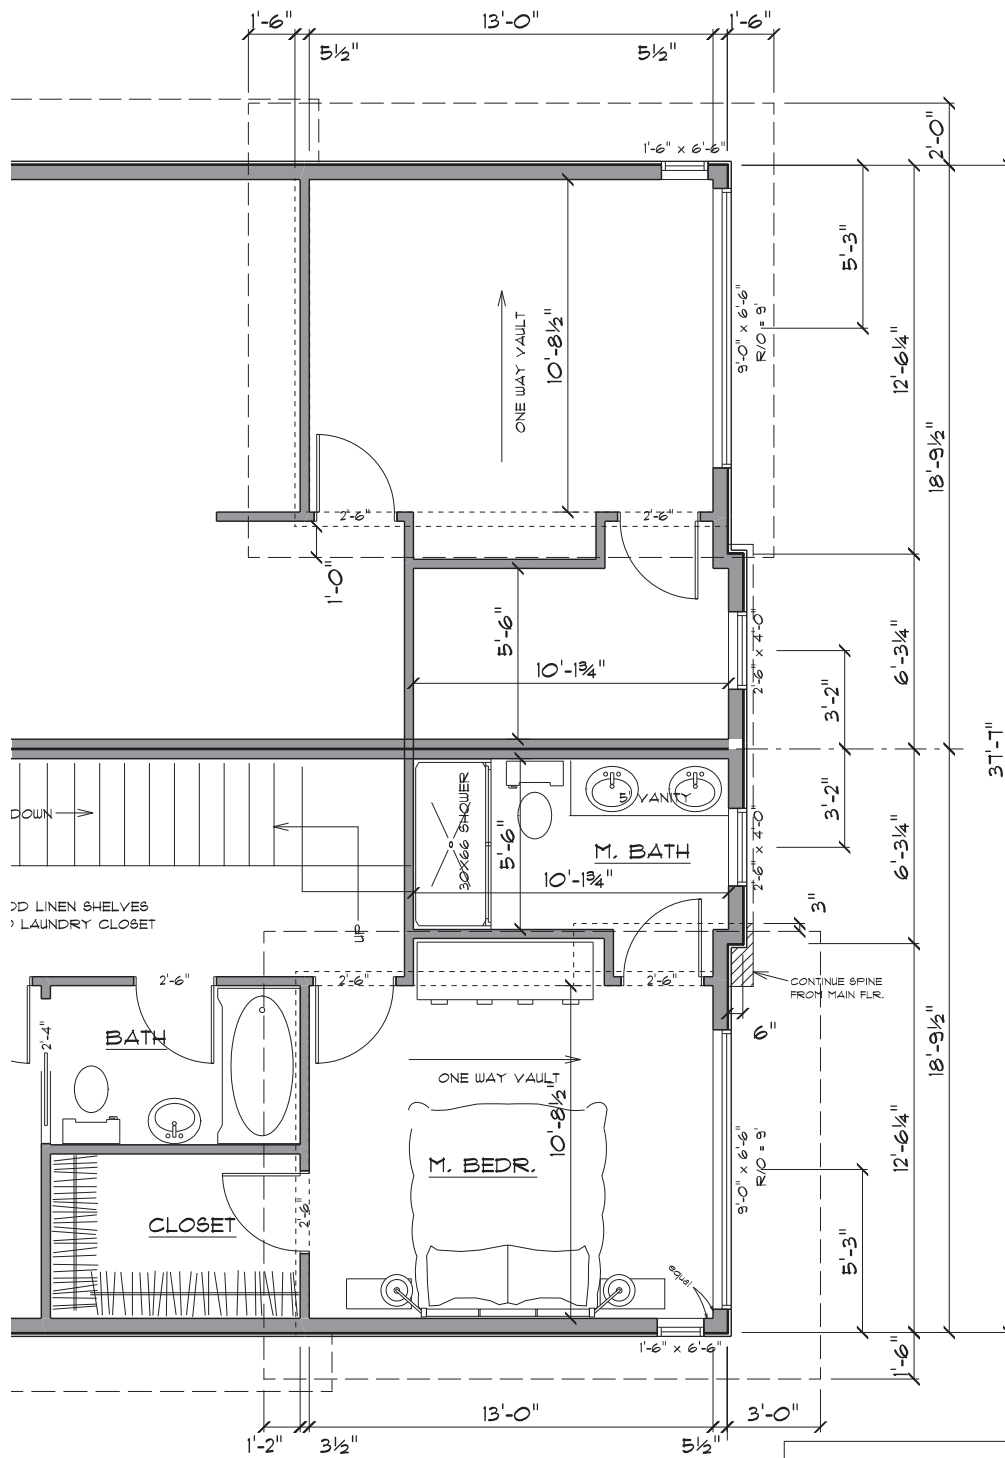 1'-6" 13'-0" 1'-6"
5½" 5½"
2'-0"
1'-6" x 6'-6"
5'-3"
9'-0" x 6'-6"
R/O = 9'
ONE WAY VAULT
10'-8½"
12'-6¼"
18'-9½"
2'-6" 2'-6"
1'-0"
5'-6"
10'-1¾"
2'-6" x 4'-0"
6'-3¼"
3'-2"
37'-7"
DOWN
30X66 SHOWER
5' VANITY
5'-6"
M. BATH
10'-1¾"
2'-6" x 4'-0"
3'-2"
6'-3¼"
OD LINEN SHELVES
LAUNDRY CLOSET
UP
3"
2'-6" 2'-6" 2'-6"
CONTINUE SPINE
FROM MAIN FLR.
6"
BATH
2'-4"
ONE WAY VAULT
10'-8½"
18'-9½"
M. BEDR.
9'-0" x 6'-6"
R/O = 9'
12'-6¼"
CLOSET
2'-6"
5'-3"
equal
1'-6" x 6'-6"
1'-6"
13'-0" 3'-0"
1'-2" 3½" 5½"